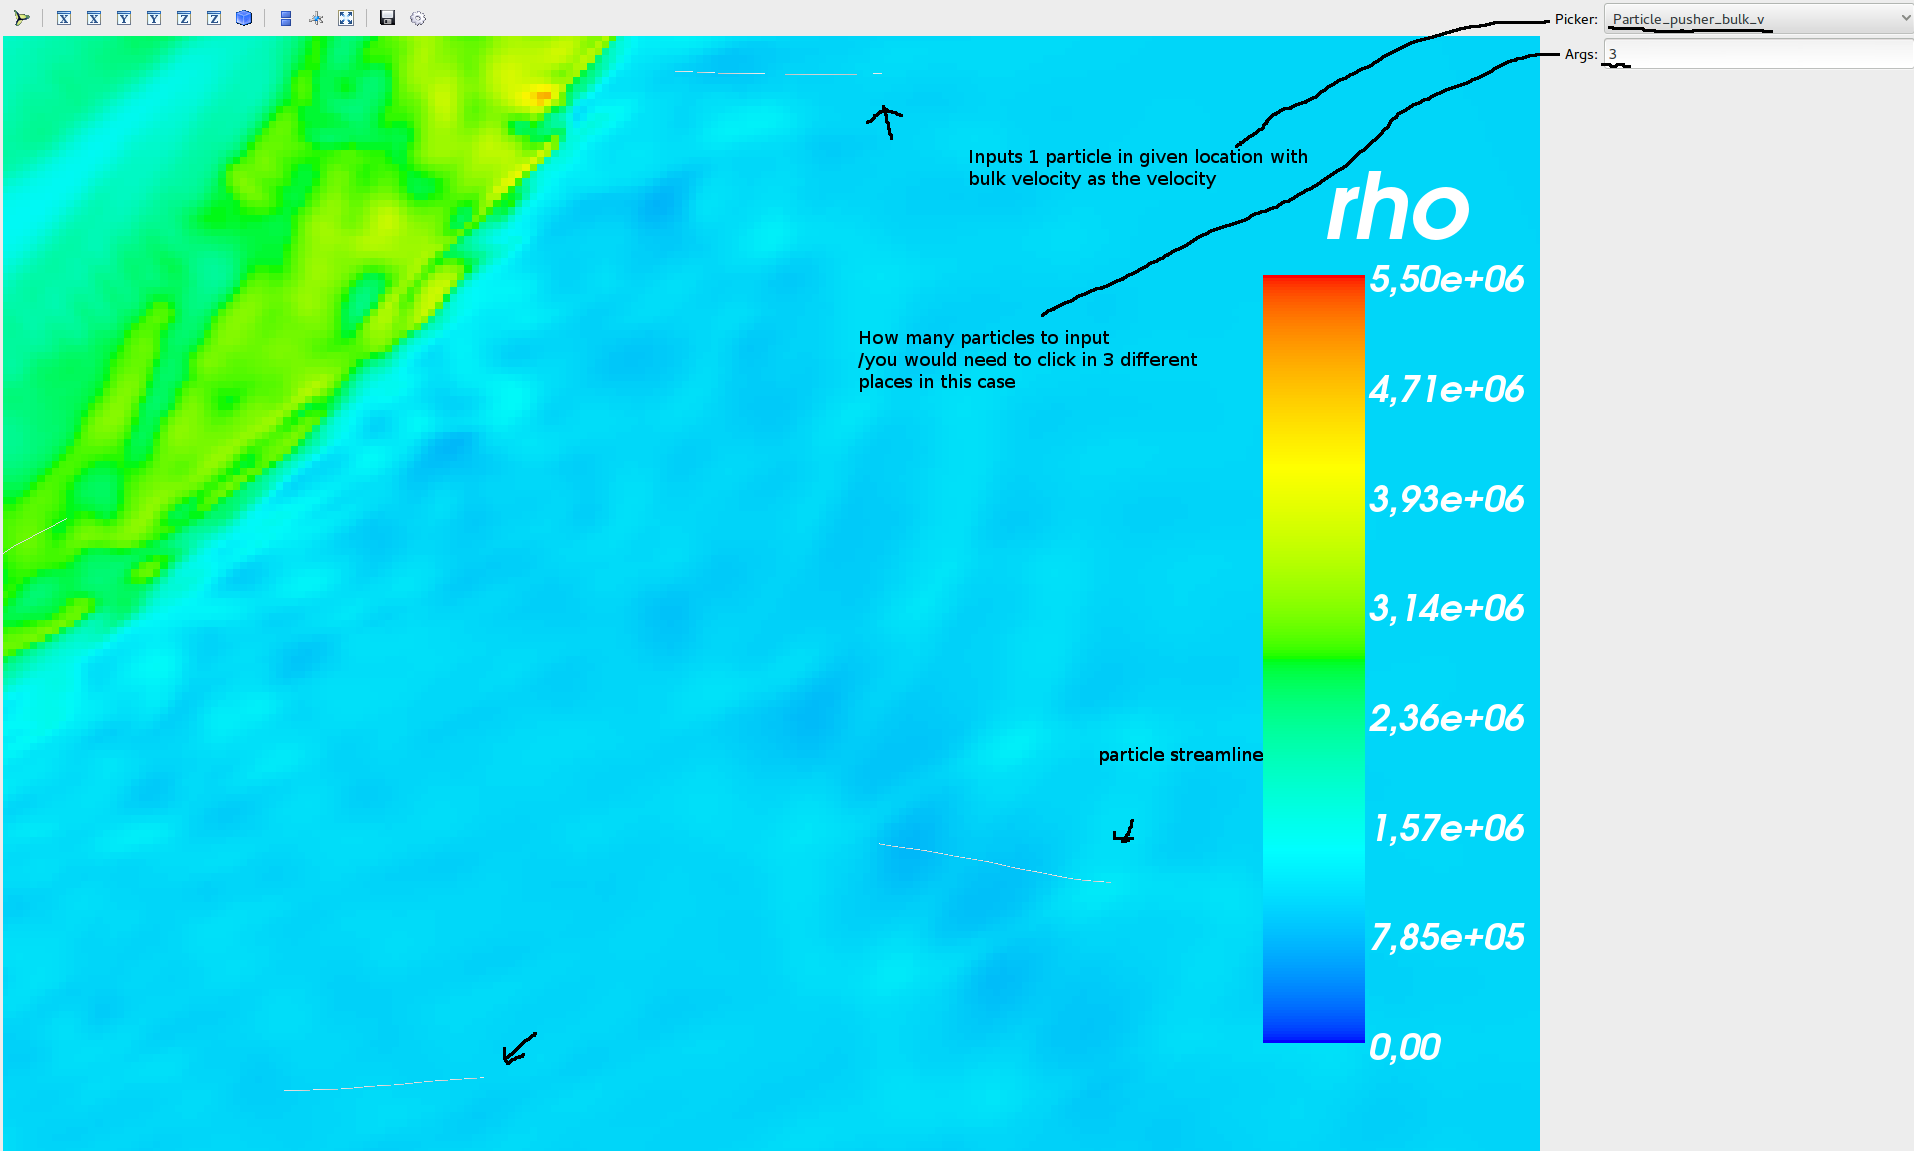 X X Y Y Z Z
Picker: Particle_pusher_bulk_v
Args: 3
Inputs 1 particle in given location with
bulk velocity as the velocity
rho
5,50e+06
How many particles to input
/you would need to click in 3 different
places in this case
4,71e+06
3,93e+06
3,14e+06
2,36e+06
particle streamline
1,57e+06
7,85e+05
0,00